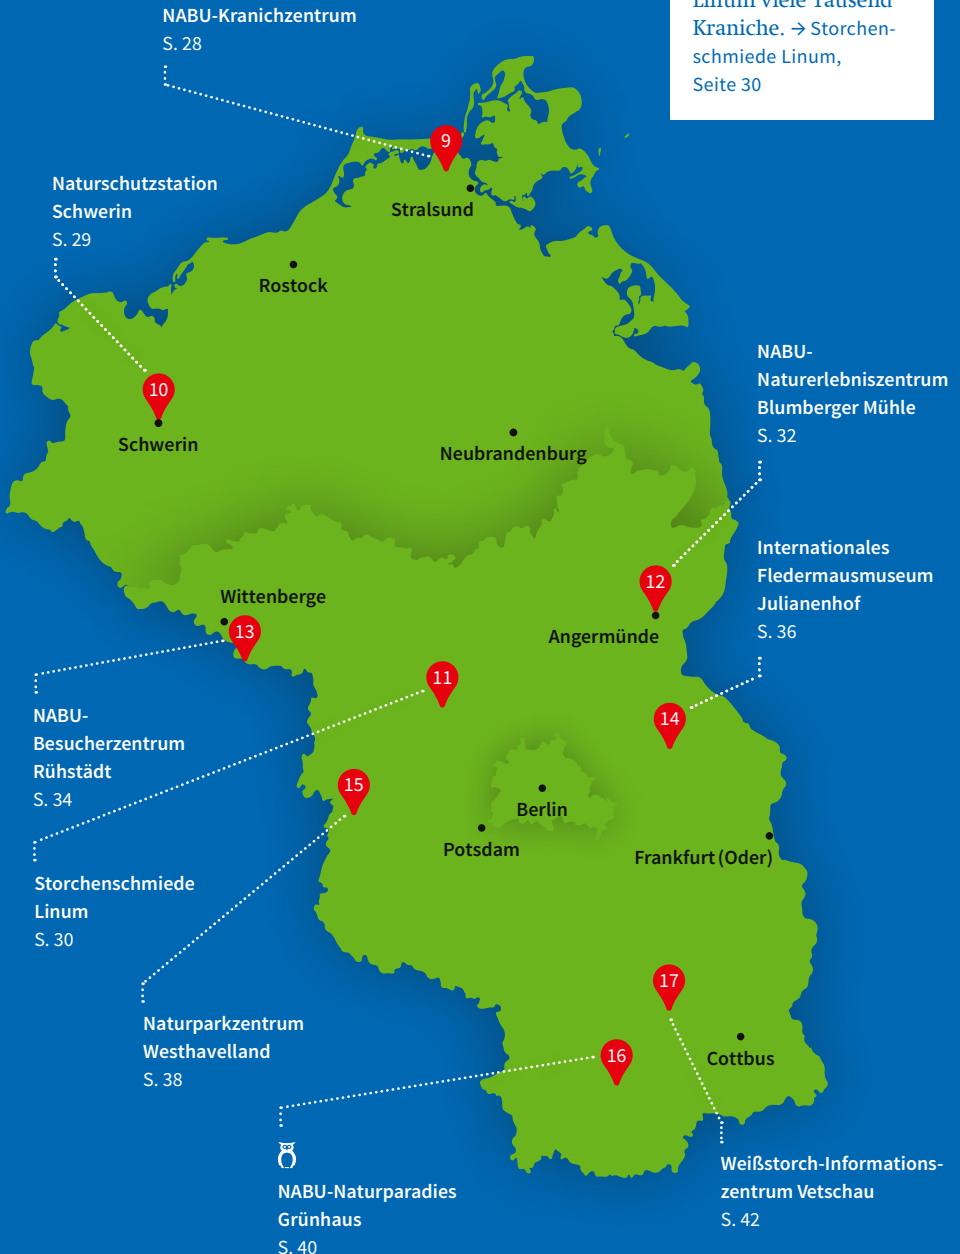 NABU-Kranichzentrum
S. 28
Linum viele Tausend
Kraniche. → Storchen-
schmiede Linum,
Seite 30
9
Stralsund
Naturschutzstation
Schwerin
S. 29
Rostock
10
Schwerin
Neubrandenburg
NABU-
Naturerlebniszentrum
Blumberger Mühle
S. 32
12
Angermünde
Internationales
Fledermausmuseum
Julianenhof
S. 36
Wittenberge
13
11
14
NABU-
Besucherzentrum
Rühstädt
S. 34
15
Berlin
Potsdam
Frankfurt (Oder)
Storchenschmiede
Linum
S. 30
17
Naturparkzentrum
Westhavelland
S. 38
16
Cottbus
NABU-Naturparadies
Grünhaus
S. 40
Weißstorch-Informations-
zentrum Vetschau
S. 42